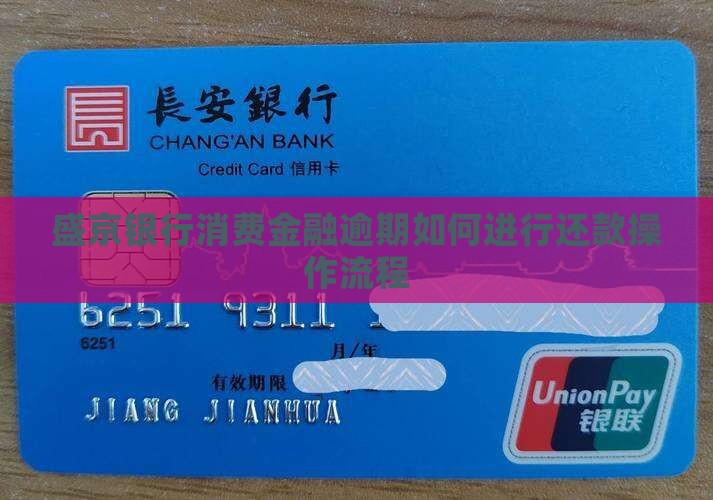 長安銀行
CHANG'AN BANK
Credit Card 信用卡
盛京银行消费金融逾期如何进行还款操
作流程
6251 9311 1
6251
月/年
有效期限
JIANG JIANHUA
UnionPay
银联